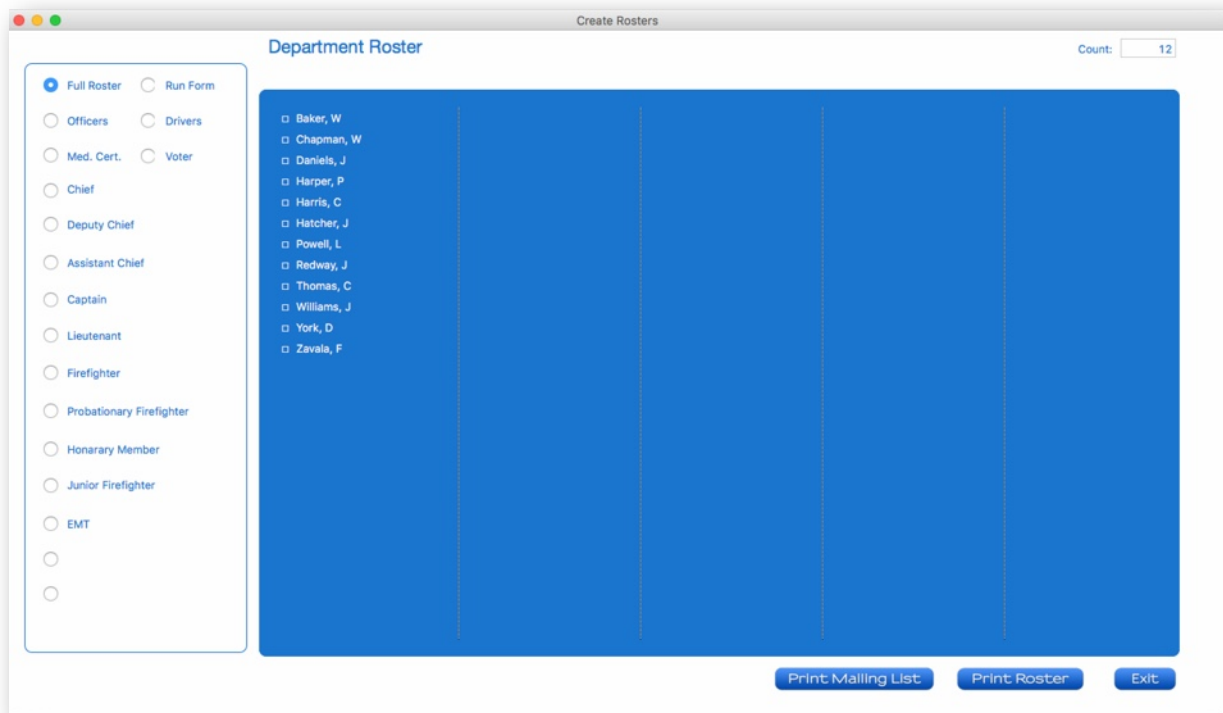 Create Rosters
Department Roster
Count: 12
Full Roster Run Form
Officers Drivers
Med. Cert. Voter
Chief
Deputy Chief
Assistant Chief
Captain
Lieutenant
Firefighter
Probationary Firefighter
Honarary Member
Junior Firefighter
EMT
Baker, W
Chapman, W
Daniels, J
Harper, P
Harris, C
Hatcher, J
Powell, L
Redway, J
Thomas, C
Williams, J
York, D
Zavala, F
Print Mailing List Print Roster Exit